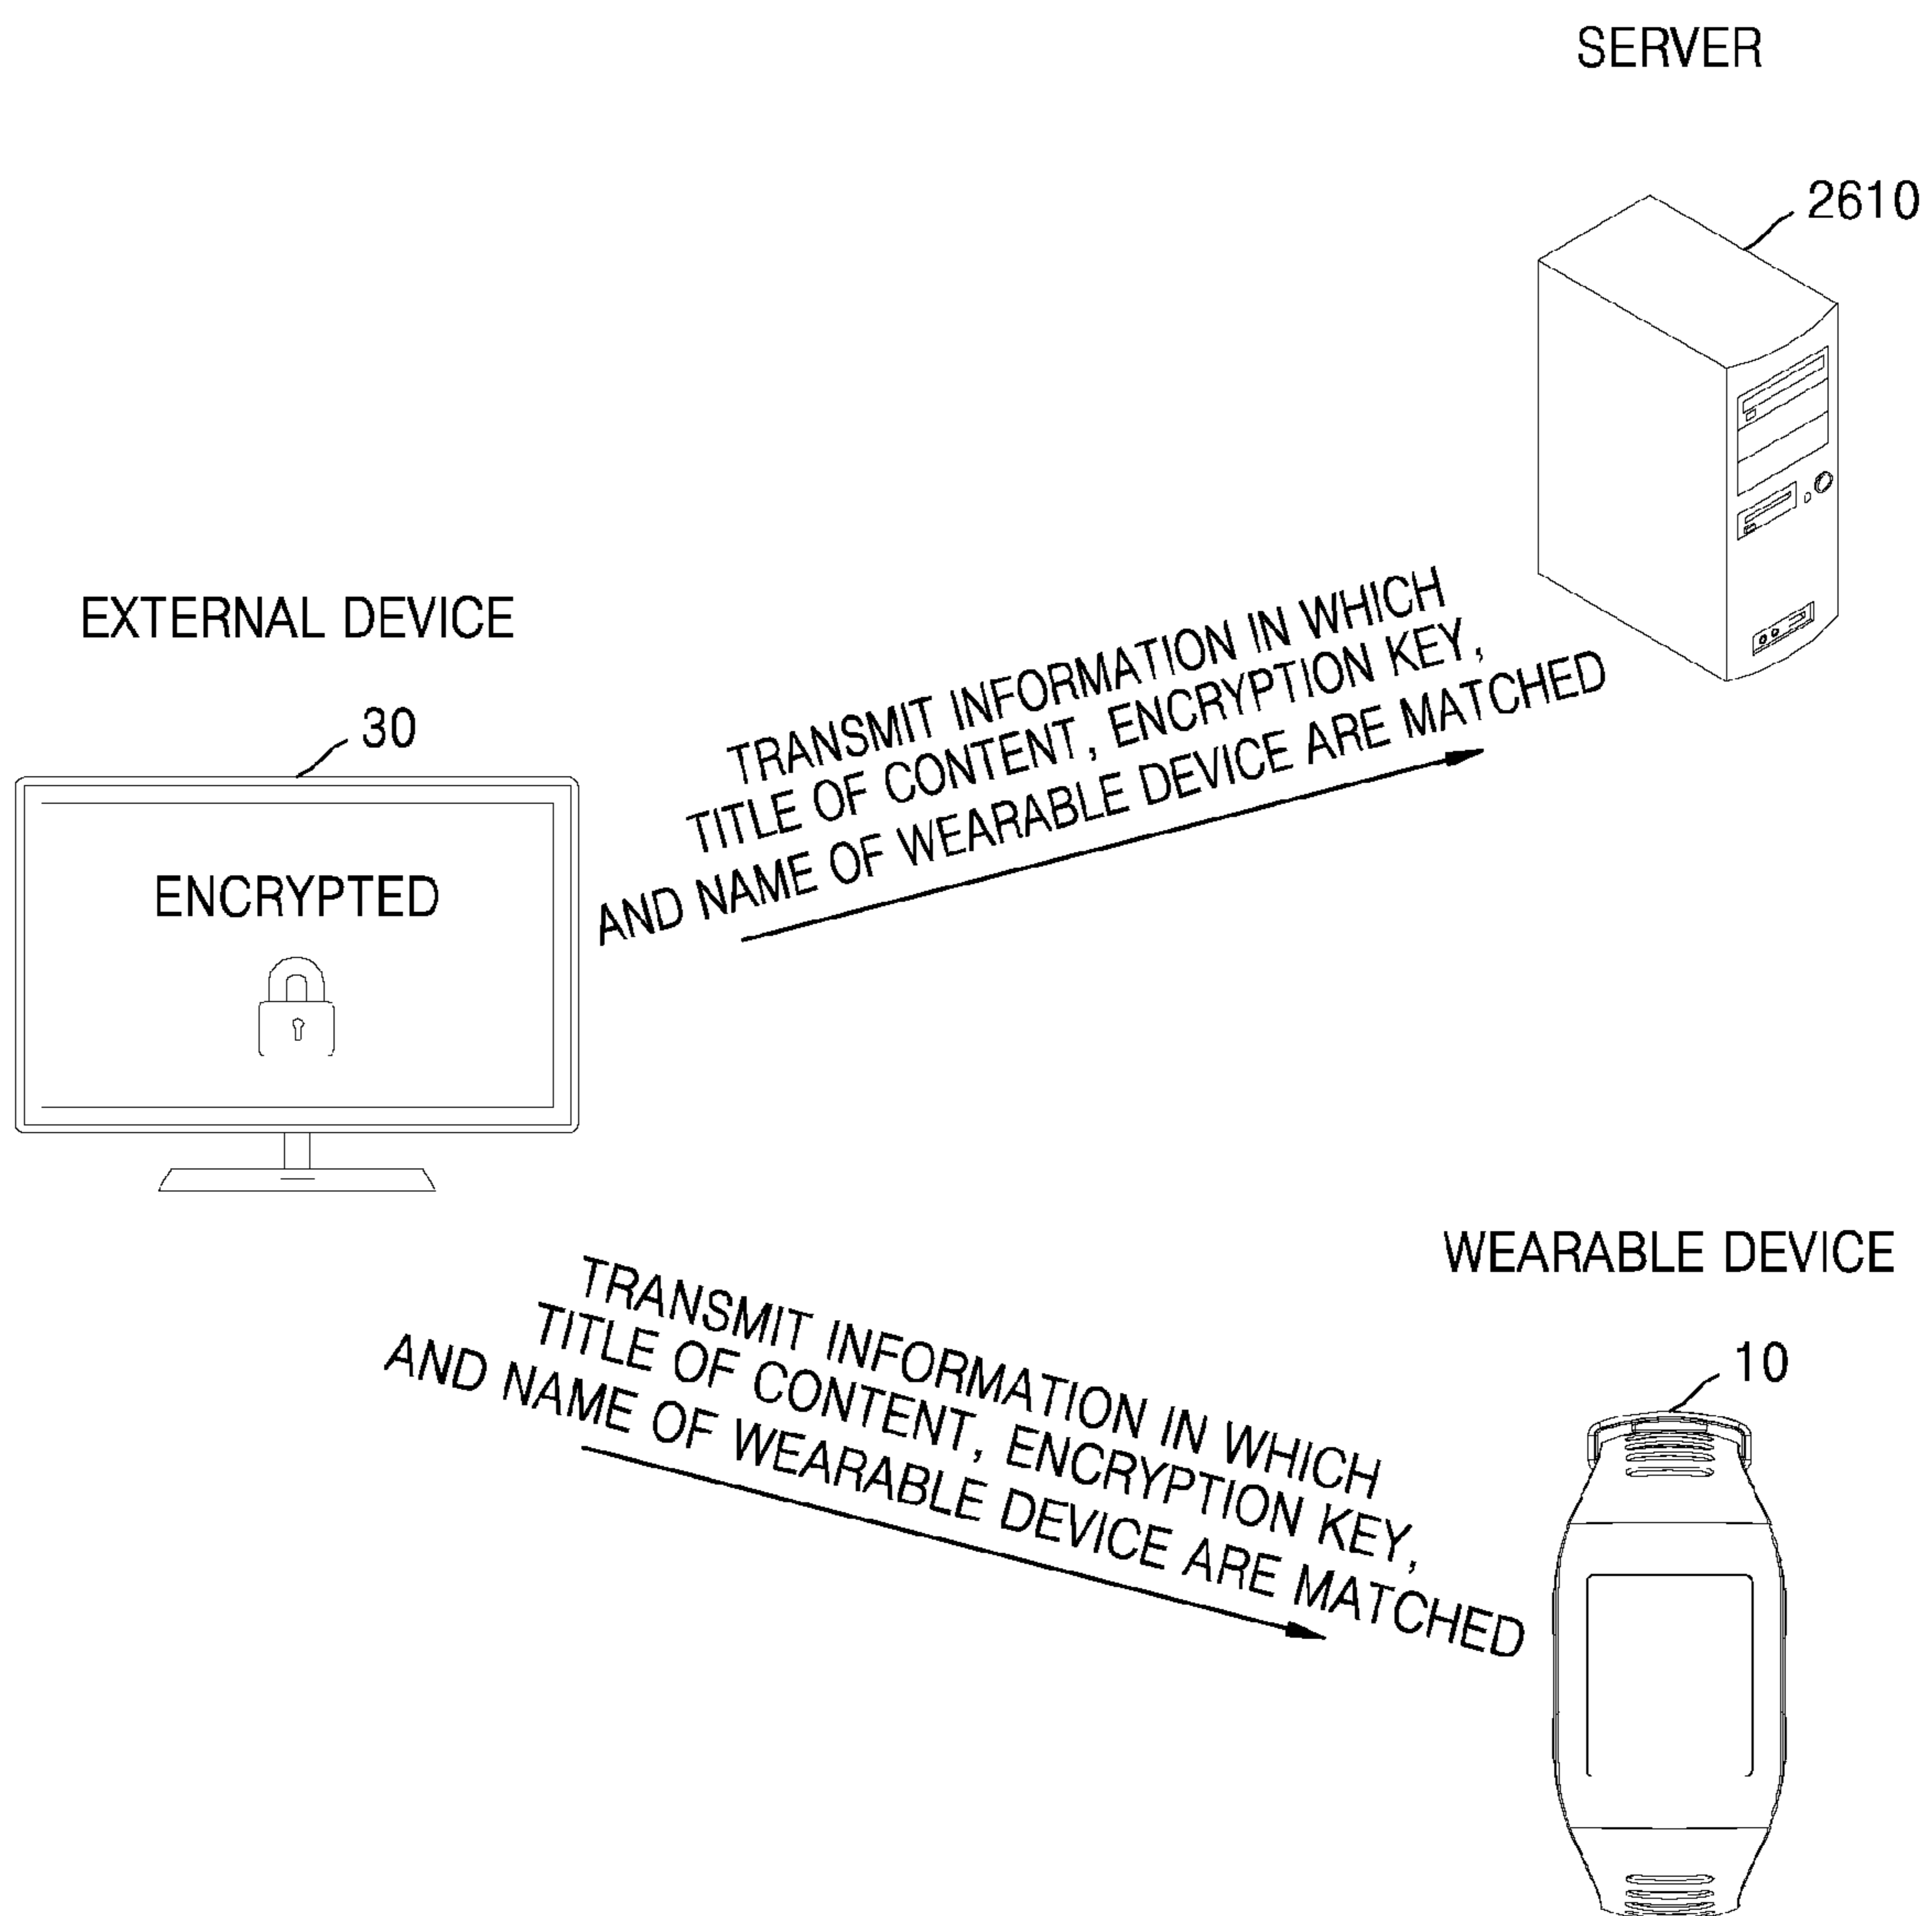 SERVER
2610
EXTERNAL DEVICE
30
ENCRYPTED
TRANSMIT INFORMATION IN WHICH
TITLE OF CONTENT, ENCRYPTION KEY,
AND NAME OF WEARABLE DEVICE ARE MATCHED
WEARABLE DEVICE
10
TRANSMIT INFORMATION IN WHICH
TITLE OF CONTENT, ENCRYPTION KEY,
AND NAME OF WEARABLE DEVICE ARE MATCHED